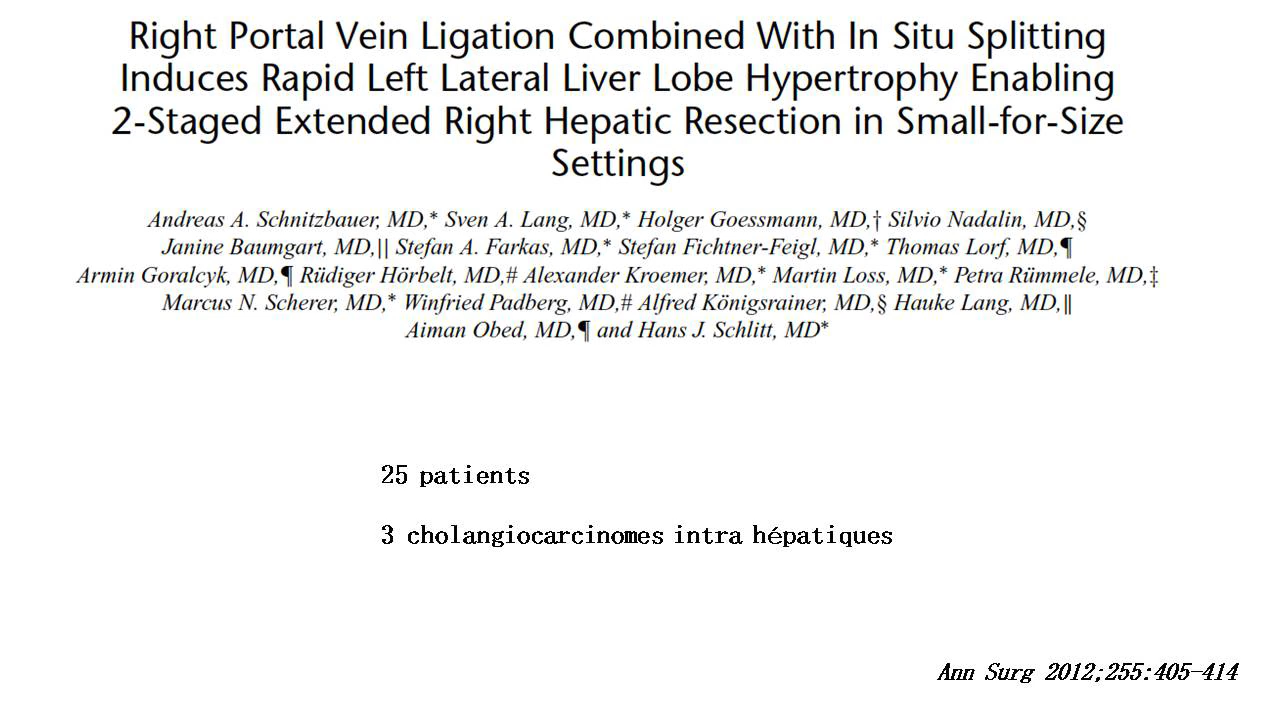 Right Portal Vein Ligation Combined With In Situ Splitting
Induces Rapid Left Lateral Liver Lobe Hypertrophy Enabling
2-Staged Extended Right Hepatic Resection in Small-for-Size
Settings
Andreas A. Schnitzbauer, MD,* Sven A. Lang, MD,* Holger Goessmann, MD,† Silvio Nadalin, MD,§
Janine Baumgart, MD,|| Stefan A. Farkas, MD,* Stefan Fichtner-Feigl, MD,* Thomas Lorf, MD,¶
Armin Goralcyk, MD,¶ Rüdiger Hörbelt, MD,# Alexander Kroemer, MD,* Martin Loss, MD,* Petra Rümmele, MD,‡
Marcus N. Scherer, MD,* Winfried Padberg, MD,# Alfred Königsrainer, MD,§ Hauke Lang, MD,||
Aiman Obed, MD,¶ and Hans J. Schlitt, MD*
25 patients
3 cholangiocarcinomes intra hépatiques
Ann Surg 2012;255:405-414